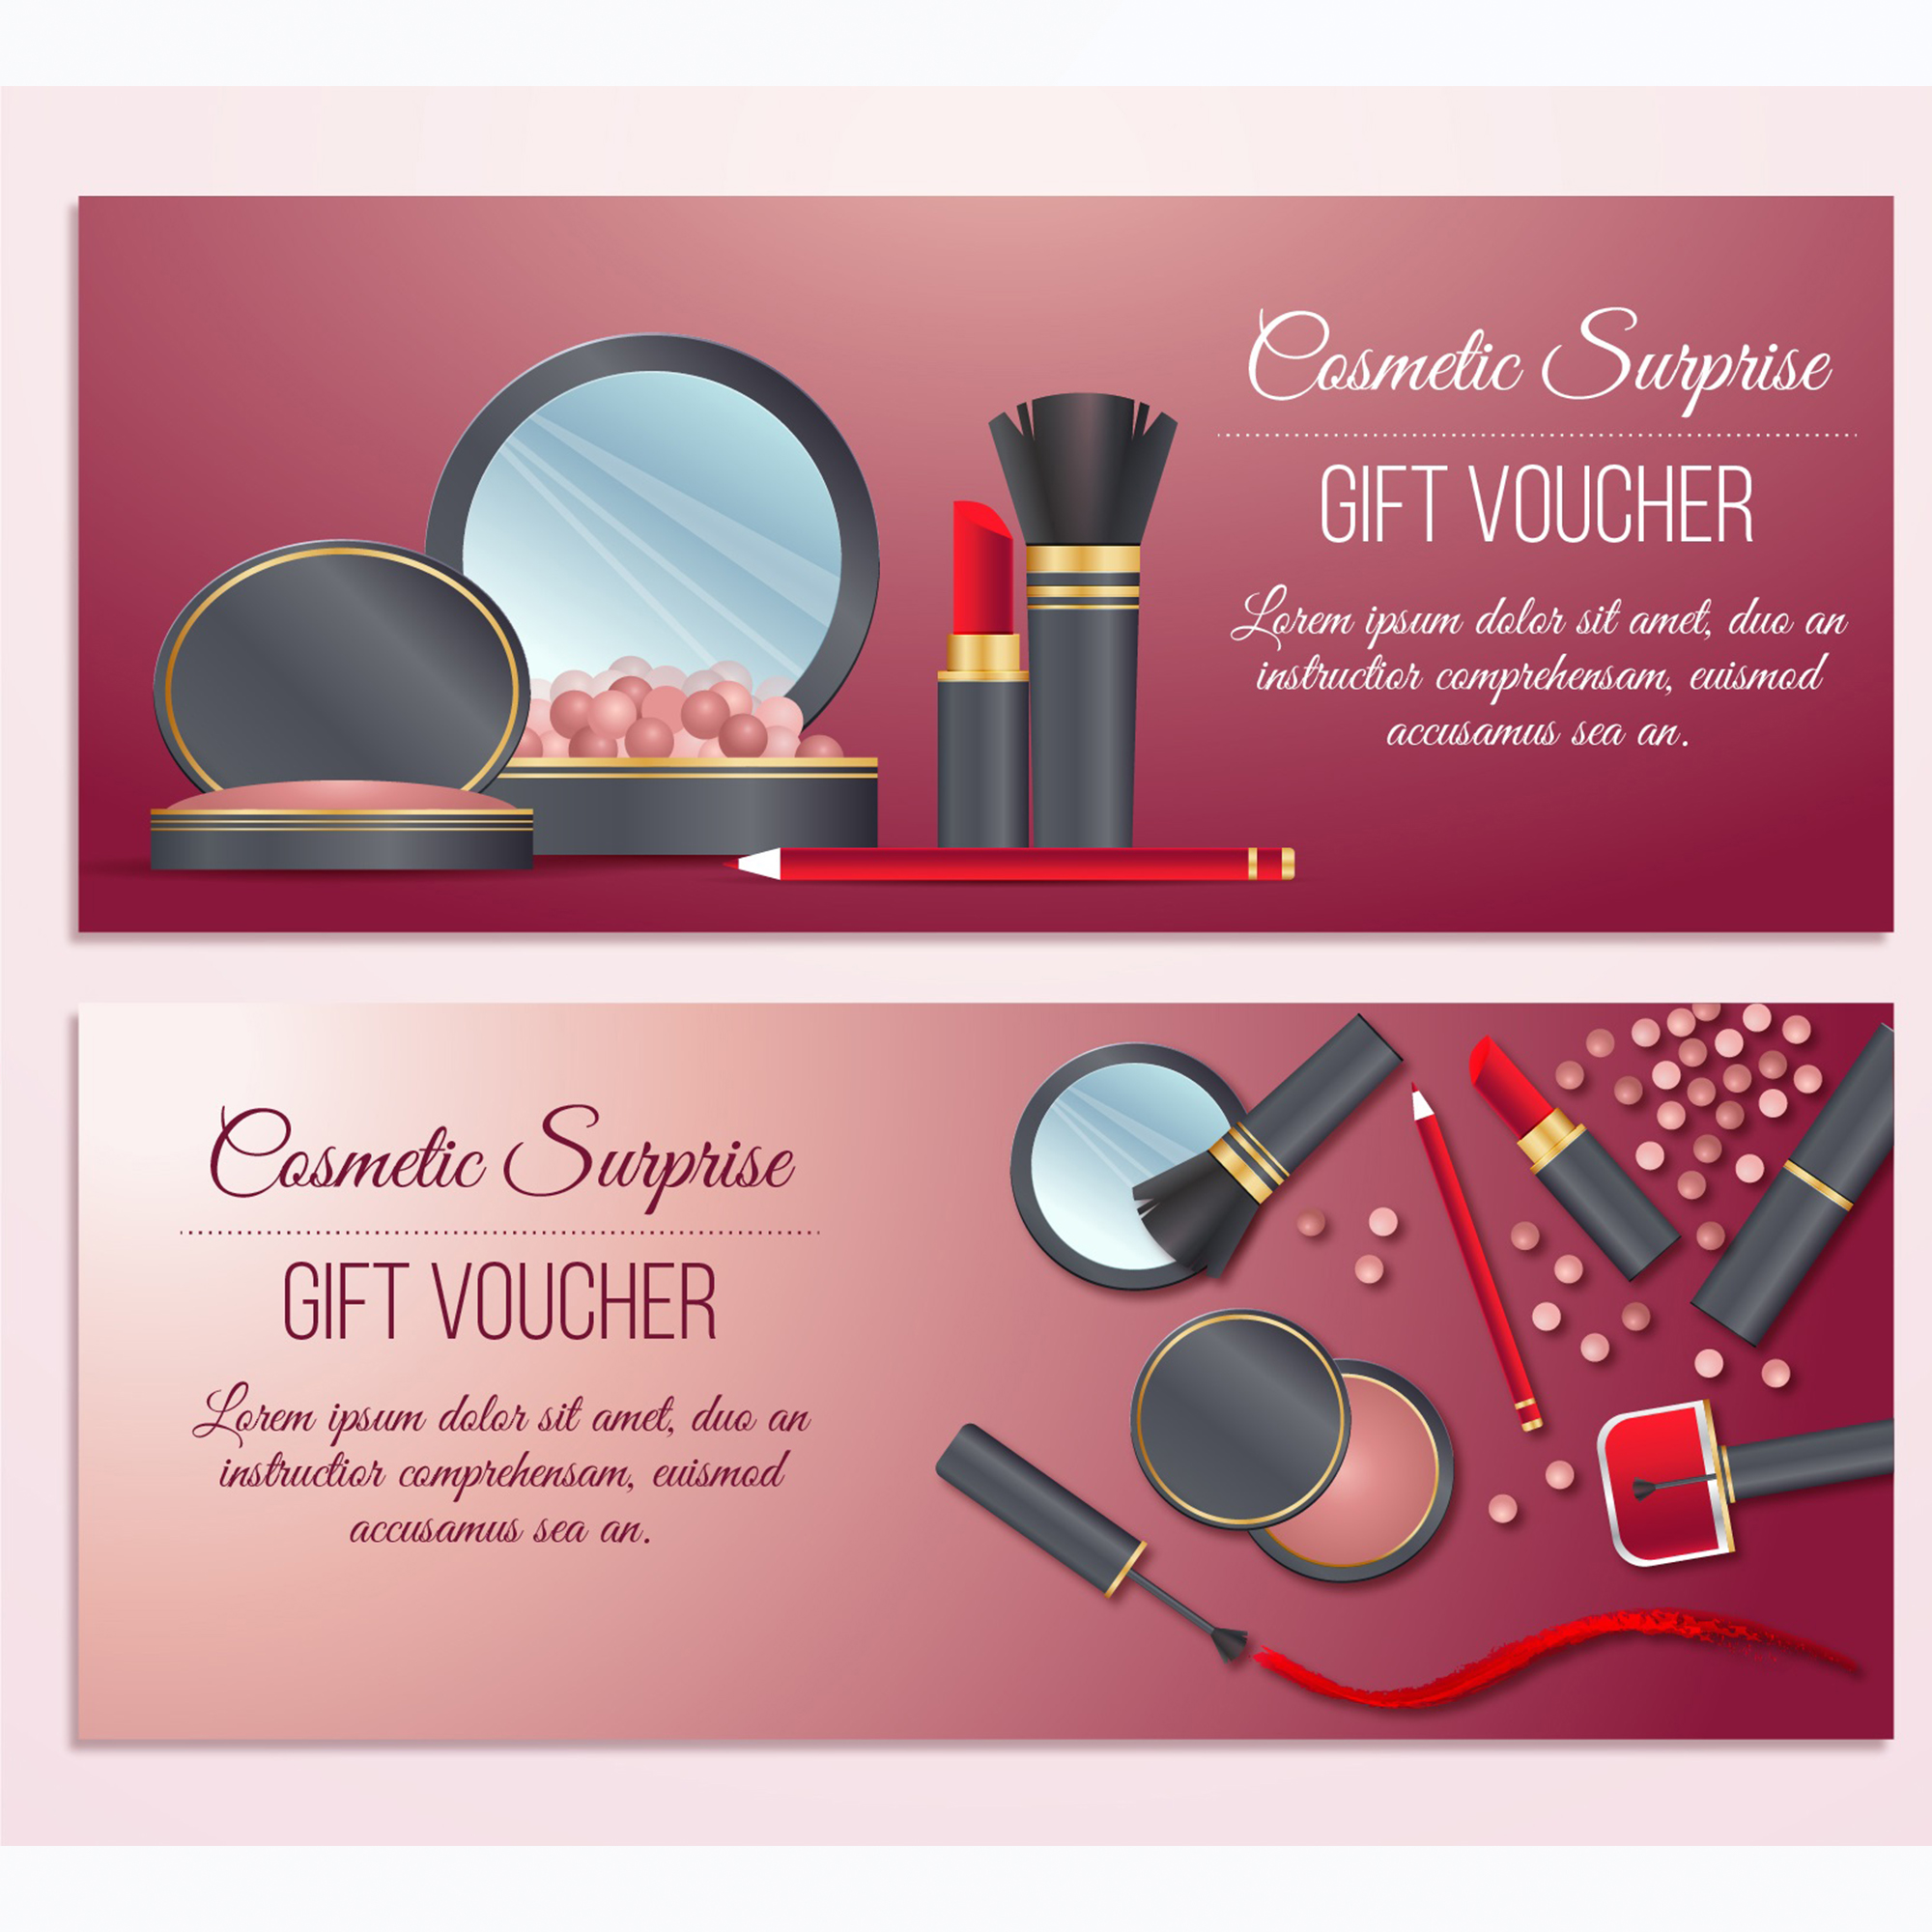 Cosmetic Surprise
GIFT VOUCHER
Lorem ipsum dolor sit amet, duo an
instructior comprehensam, euismod
accusamus sea an.
Cosmetic Surprise
GIFT VOUCHER
Lorem ipsum dolor sit amet, duo an
instructior comprehensam, euismod
accusamus sea an.